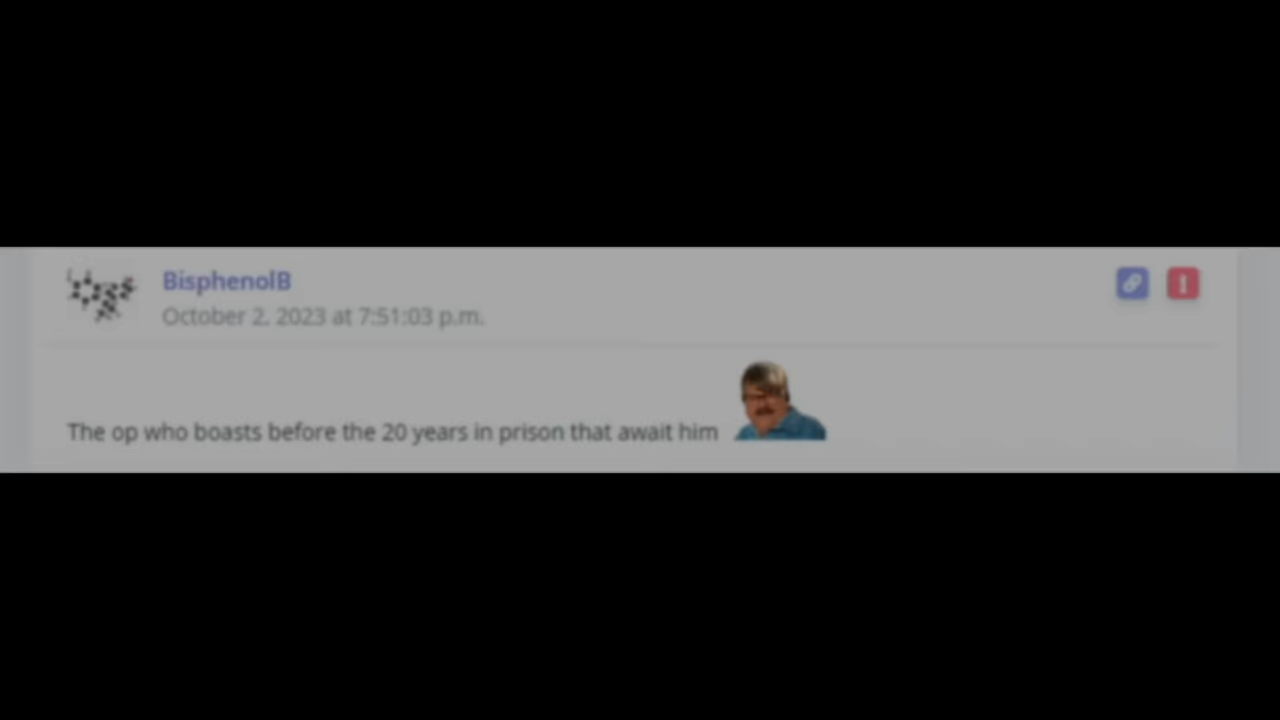 BisphenolB
October 2, 2023 at 7:51:03 p.m.
The op who boasts before the 20 years in prison that await him